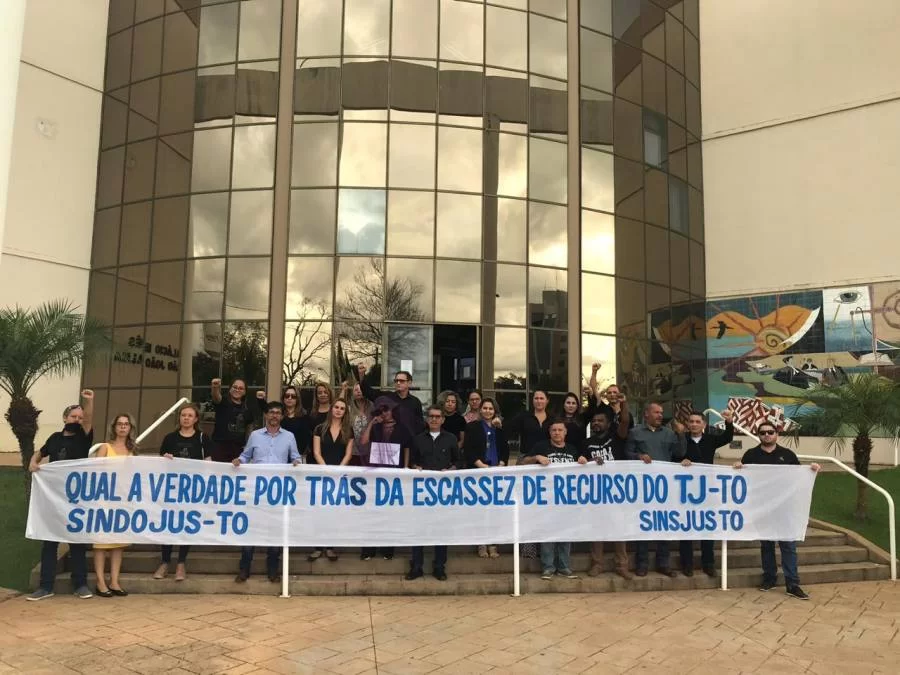 QUAL A VERDADE POR TRÁS DA ESCASSEZ DE RECURSO DO TJ-TO
SINDOJUS-TO
SINSJUSTO